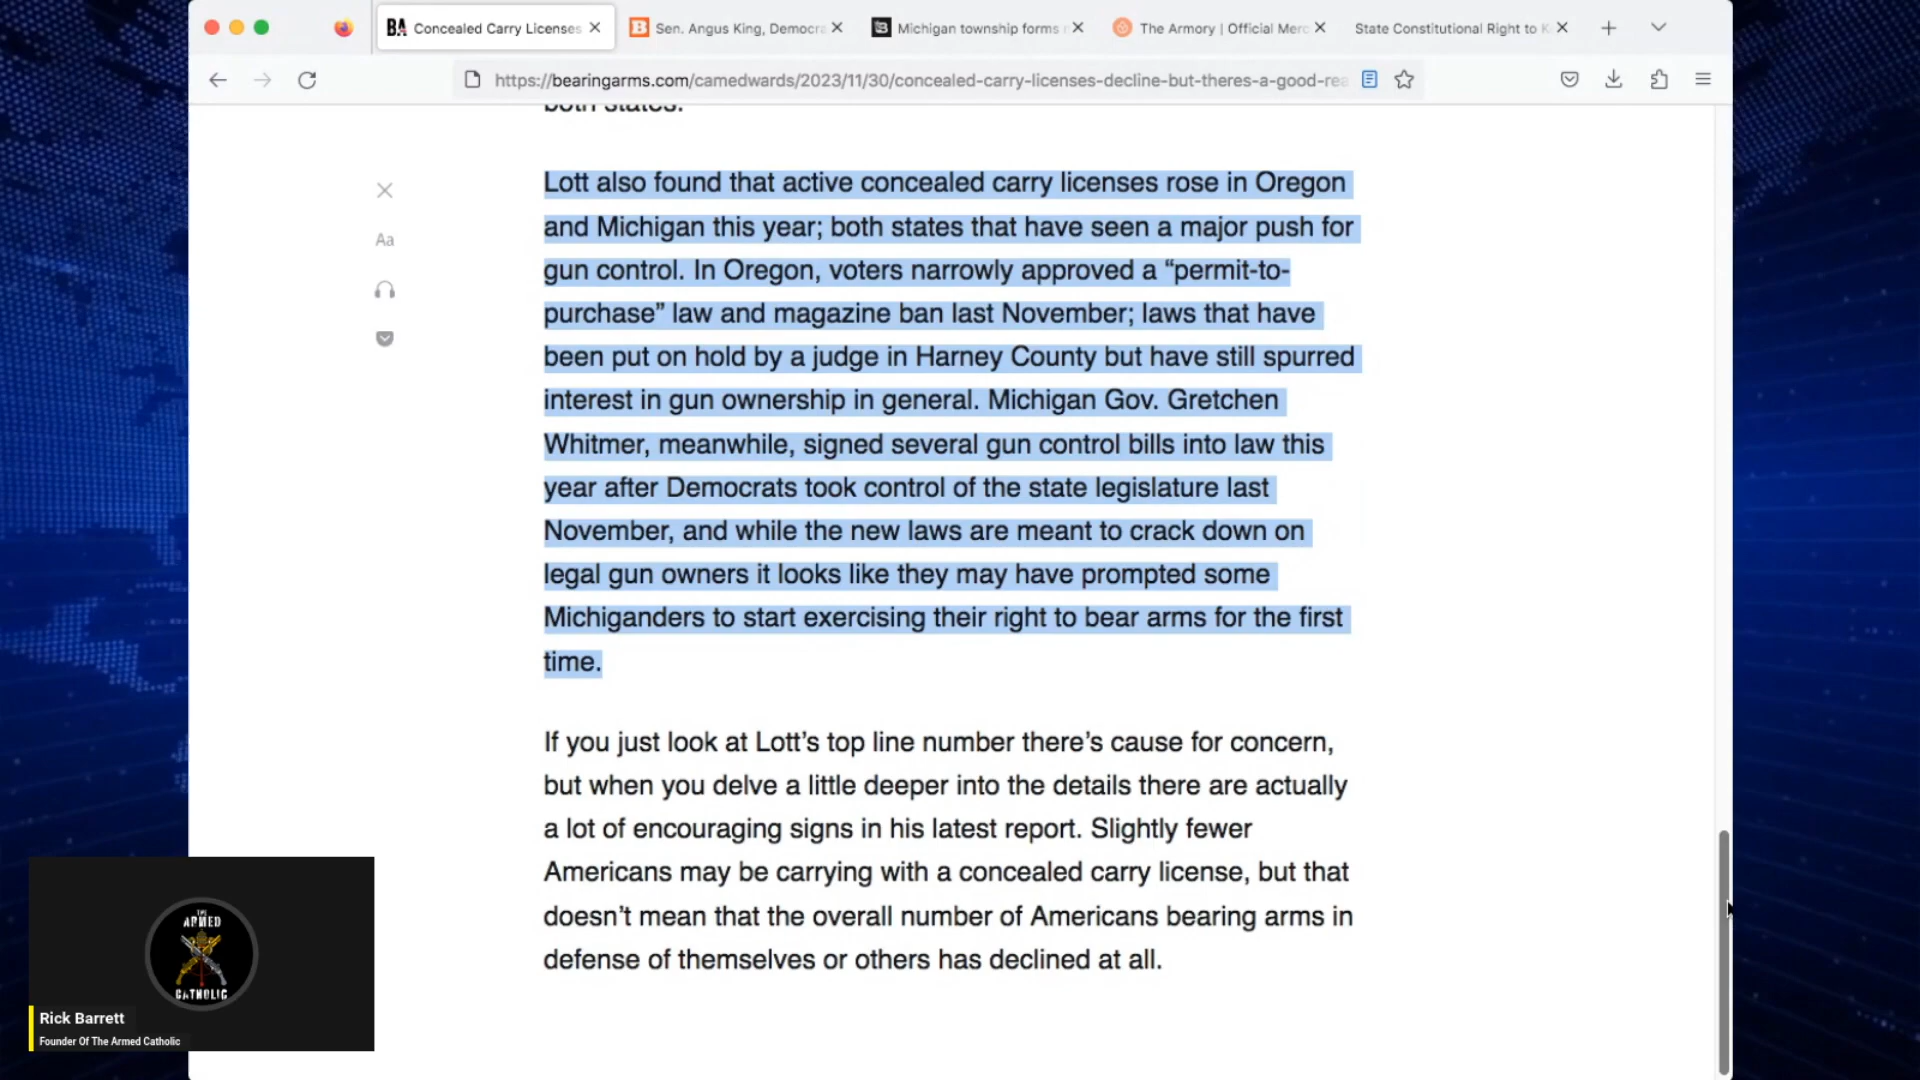 BA Concealed Carry Licenses
B Sen. Angus King, Democra
Michigan township forms
The Armory | Official Merc
State Constitutional Right to K
https://bearingarms.com/camedwards/2023/11/30/concealed-carry-licenses-decline-but-theres-a-good-rea
both states.
Aa
Lott also found that active concealed carry licenses rose in Oregon
and Michigan this year; both states that have seen a major push for
gun control. In Oregon, voters narrowly approved a “permit-to-
purchase” law and magazine ban last November; laws that have
been put on hold by a judge in Harney County but have still spurred
interest in gun ownership in general. Michigan Gov. Gretchen
Whitmer, meanwhile, signed several gun control bills into law this
year after Democrats took control of the state legislature last
November, and while the new laws are meant to crack down on
legal gun owners it looks like they may have prompted some
Michiganders to start exercising their right to bear arms for the first
time.
If you just look at Lott’s top line number there’s cause for concern,
but when you delve a little deeper into the details there are actually
a lot of encouraging signs in his latest report. Slightly fewer
Americans may be carrying with a concealed carry license, but that
doesn’t mean that the overall number of Americans bearing arms in
defense of themselves or others has declined at all.
THE
ARMED
CATHOLIC
Rick Barrett
Founder Of The Armed Catholic